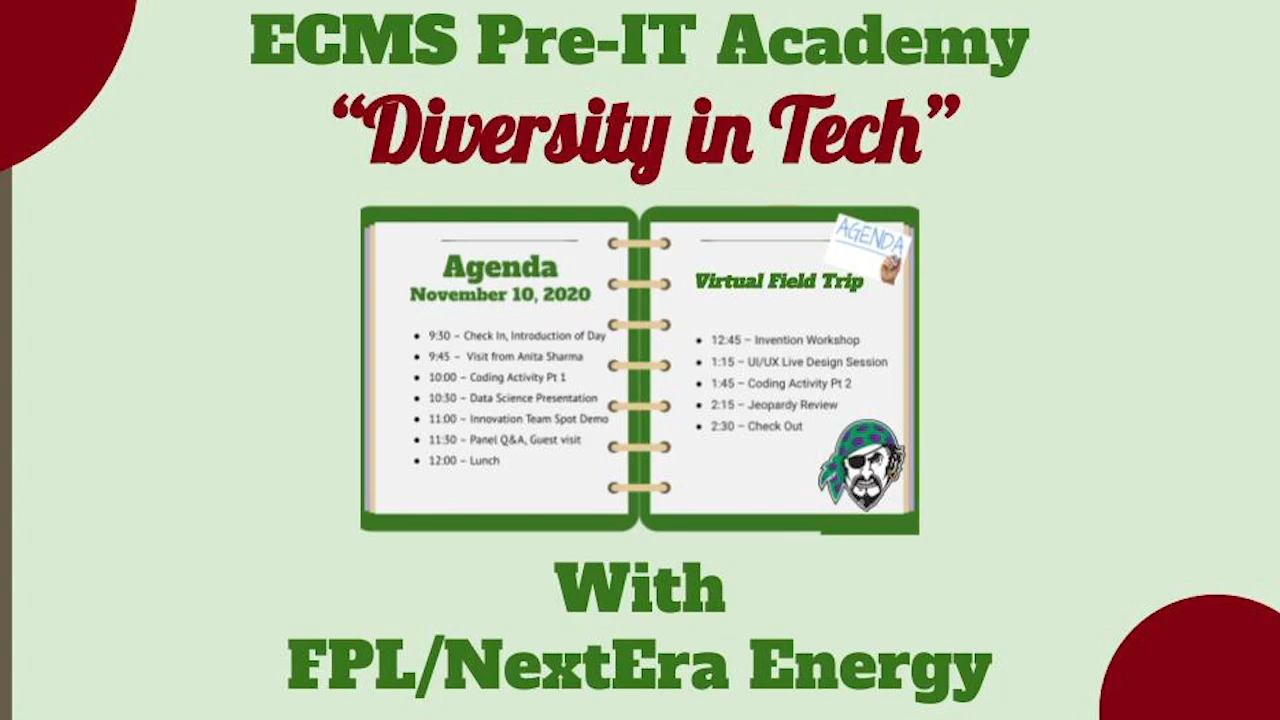 ECMS Pre-IT Academy
“Diversity in Tech”
Agenda
November 10, 2020
• 9:30 – Check In, Introduction of Day
• 9:45 – Visit from Anita Sharma
• 10:00 – Coding Activity Pt 1
• 10:30 – Data Science Presentation
• 11:00 – Innovation Team Spot Demo
• 11:30 – Panel Q&A, Guest visit
• 12:00 – Lunch
AGENDA
Virtual Field Trip
• 12:45 – Invention Workshop
• 1:15 – UI/UX Live Design Session
• 1:45 – Coding Activity Pt 2
• 2:15 – Jeopardy Review
• 2:30 – Check Out
With
FPL/NextEra Energy